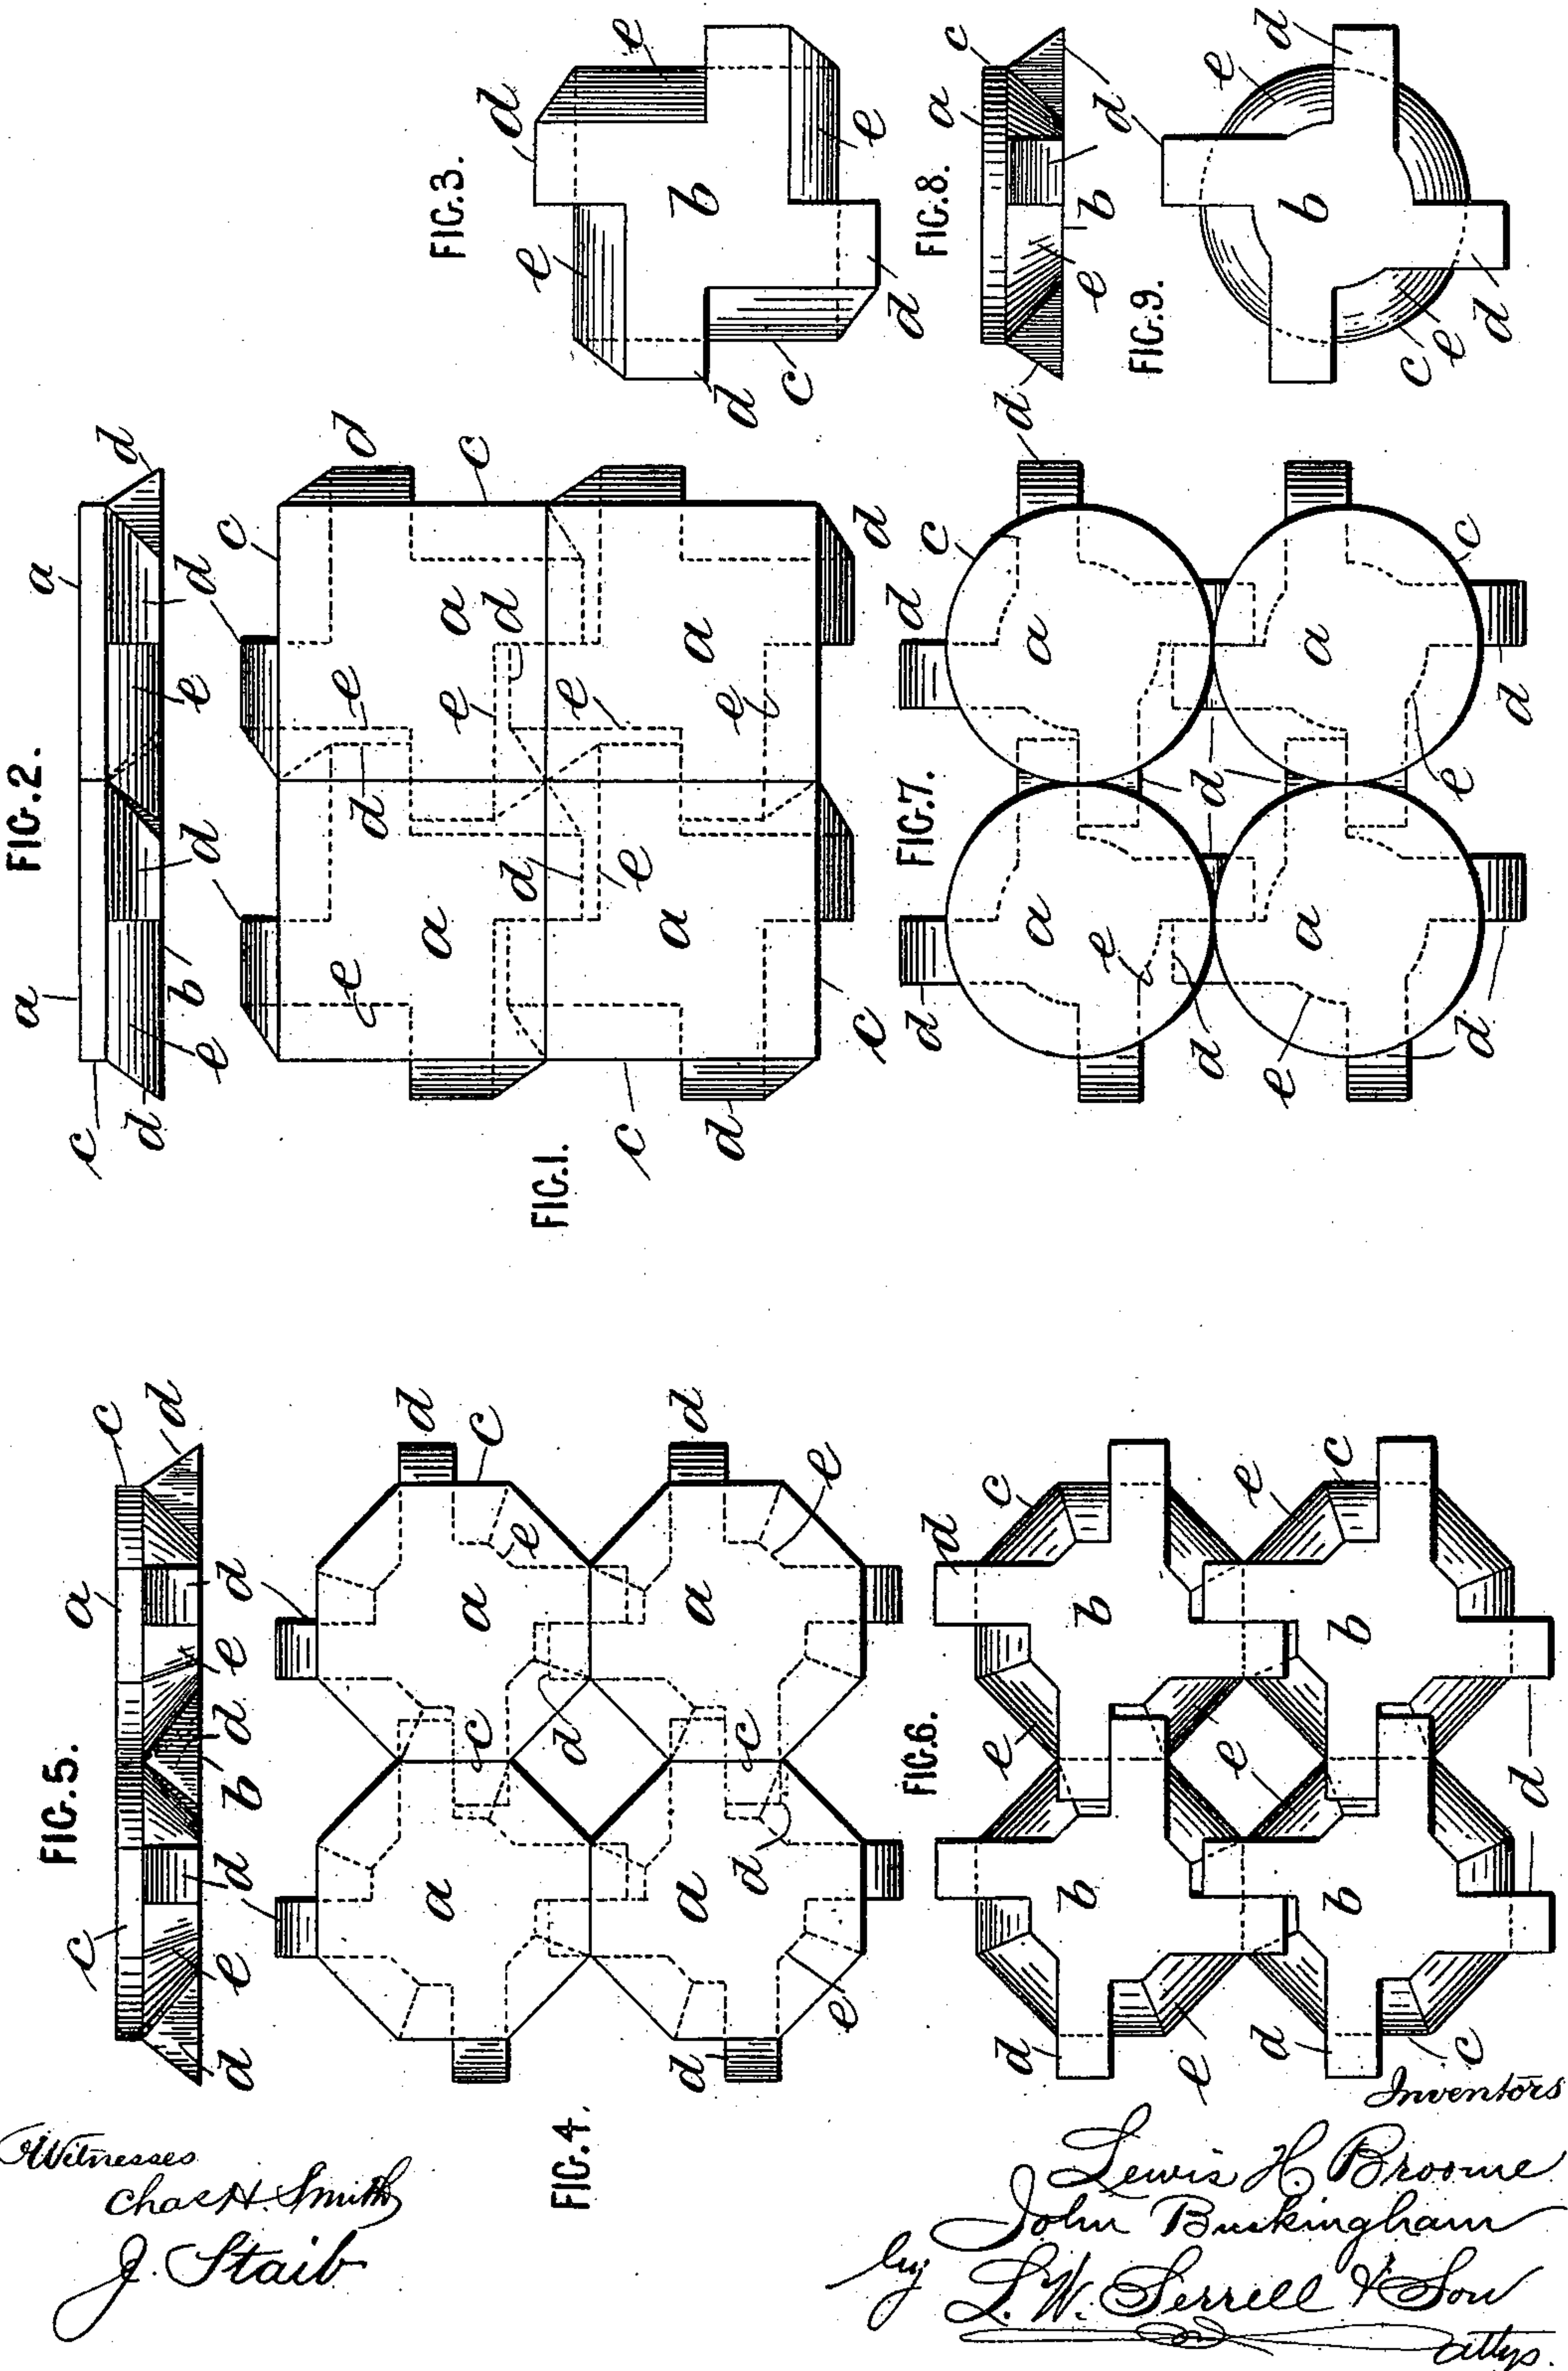 FIG.5.
c
a
c
d
d
e
b
d
e
d
d
FIG.4.
d
c
d
e
e
a
a
a
a
c
c
d
d
d
e
FIG.6.
d
c
e
c
e
e
e
b
b
b
b
d
d
e
d
c
FIG.2.
a
a
c
d
d
e
d
b
e
d
FIG.1.
c
d
c
a
d
a
d
e
e
e
e
d
d
e
a
e
a
c
c
d
FIG.7.
d
c
d
a
a
c
d
d
e
a
a
e
d
d
e
d
FIG.3.
d
e
e
b
e
d
d
c
FIG.8.
a
c
d
b
e
d
FIG.9.
d
e
d
b
c
e
d
Witnesses
Chas H. Smith
J. Staib
Inventors
Lewis H. Broome
John Buckingham
by L. W. Serrell & Son
attys.